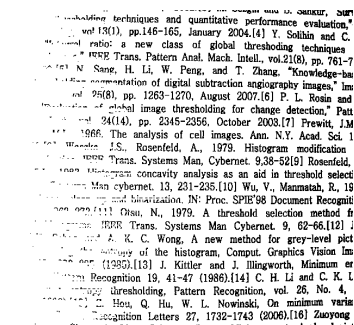 Sankur, Surv
techniques and quantitative performance evaluation,"
vol 13(1), pp.146-165, January 2004.[4] Y. Solihin and C.
ratio: a new class of global thresholding techniques
IEEE Trans. Pattern Anal. Mach. Intell., vol.21(8), pp. 761-7
N. Sang, H. Li, W. Peng, and T. Zhang, "Knowledge-ba
segmentation of digital subtraction angiography images," Ima
25(8), pp. 1263-1270, August 2007.[6] P. L. Rosin and
global image thresholding for change detection," Patt
24(14), pp. 2345-2356, October 2003.[7] Prewitt, J.M
1966. The analysis of cell images. Ann. N.Y. Acad. Sci. 1
J.S., Rosenfeld, A., 1979. Histogram modification
IEEE Trans. Systems Man, Cybernet. 9,38-52[9] Rosenfeld,
concavity analysis as an aid in threshold selecti
Man cybernet. 13, 231-235.[10] Wu, V., Manmatah, R., 19
and binarization. IN: Proc. SPIE'98 Document Recogniti
Otsu, N., 1979. A threshold selection method fr
IEEE Trans. Systems Man Cybernet. 9, 62-66.[12] J
A. K. C. Wong, A new method for grey-level pict
entropy of the histogram, Comput. Graphics Vision Ima
(1985).[13] J. Kittler and J. Illingworth, Minimum er
Recognition 19, 41-47 (1986).[14] C. H. Li and C. K. L
thresholding, Pattern Recognition, vol. 26, No. 4,
C. Hou, Q. Hu, W. L. Nowinski, On minimum varia
Recognition Letters 27, 1732-1743 (2006).[16] Zuoyong